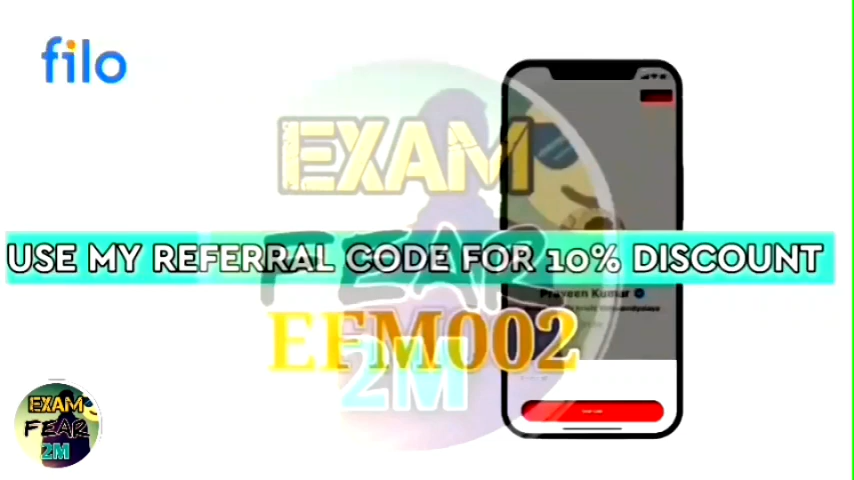 filo
EXAM
USE MY REFERRAL CODE FOR 10% DISCOUNT
FEAR
Praveen Kumar
EFM002
2M
EXAM
FEAR
2M